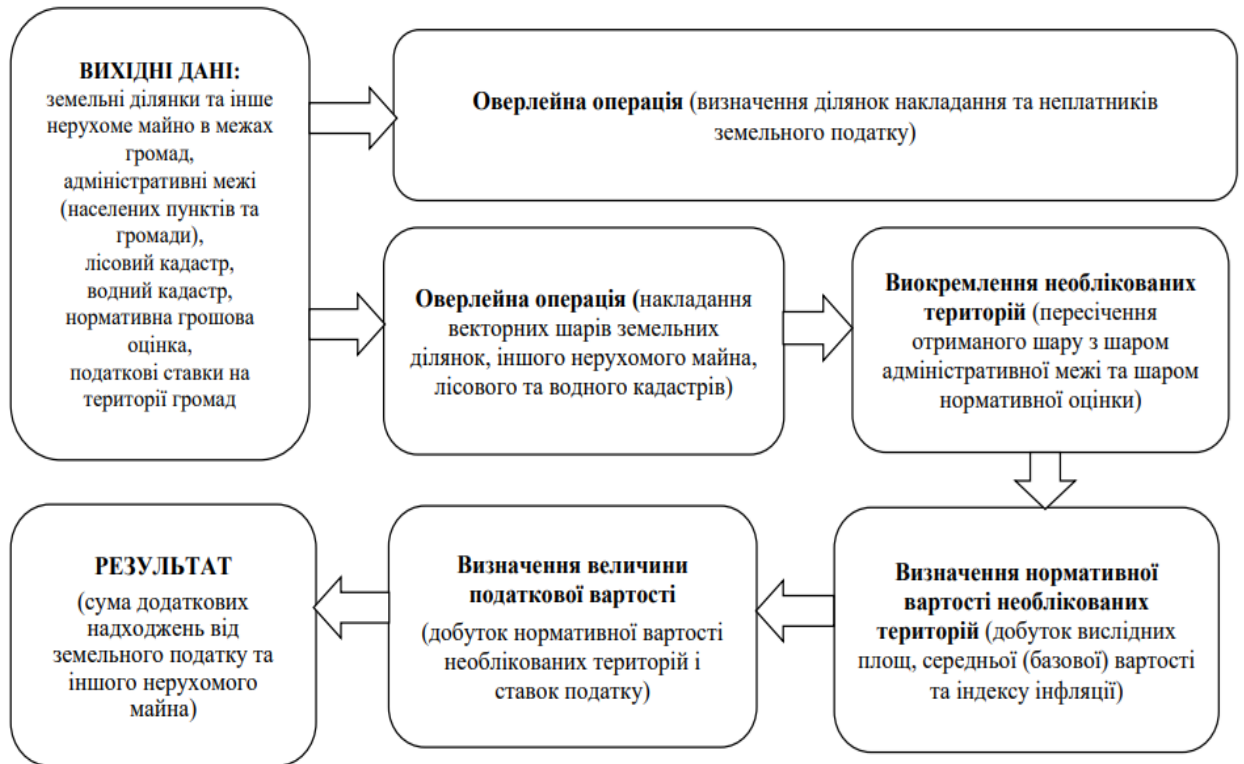 ВИХІДНІ ДАНІ:
земельні ділянки та інше
нерухоме майно в межах
громад,
адміністративні межі
(населених пунктів та
громади),
лісовий кадастр,
водний кадастр,
нормативна грошова
оцінка,
податкові ставки на
території громад
Оверлейна операція (визначення ділянок накладання та неплатників
земельного податку)
Оверлейна операція (накладання
векторних шарів земельних
ділянок, іншого нерухомого майна,
лісового та водного кадастрів)
Виокремлення необлікованих
територій (пересічення
отриманого шару з шаром
адміністративної межі та шаром
нормативної оцінки)
Визначення нормативної
вартості необлікованих
територій (добуток вислідних
площ, середньої (базової) вартості
та індексу інфляції)
Визначення величини
податкової вартості
(добуток нормативної вартості
необлікованих територій і
ставок податку)
РЕЗУЛЬТАТ
(сума додаткових
надходжень від
земельного податку та
іншого нерухомого
майна)